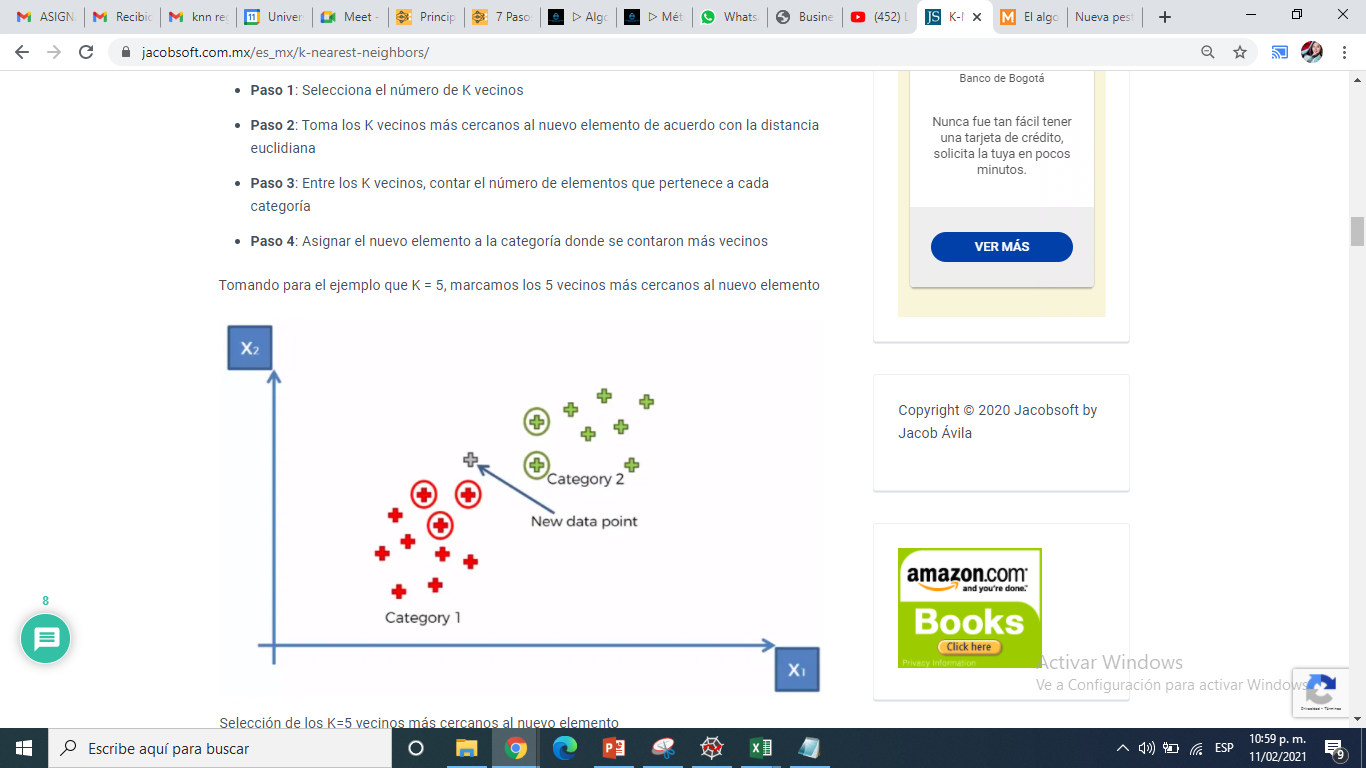 ASIGN
Recibid
knn reg
Univers
Meet -
Princip
7 Paso
▷ Algo
▷ Mét
Whats
Busine
(452) L
K-N
El algo
Nueva pest
jacobsoft.com.mx/es_mx/k-nearest-neighbors/
Paso 1: Selecciona el número de K vecinos
Paso 2: Toma los K vecinos más cercanos al nuevo elemento de acuerdo con la distancia
euclidiana
Paso 3: Entre los K vecinos, contar el número de elementos que pertenece a cada
categoría
Paso 4: Asignar el nuevo elemento a la categoría donde se contaron más vecinos
Tomando para el ejemplo que K = 5, marcamos los 5 vecinos más cercanos al nuevo elemento
X2
Category 2
New data point
Category 1
X1
Selección de los K=5 vecinos más cercanos al nuevo elemento
8
Banco de Bogotá
Nunca fue tan fácil tener
una tarjeta de crédito,
solicita la tuya en pocos
minutos.
VER MÁS
Copyright © 2020 Jacobsoft by
Jacob Ávila
amazon.com
and you're done.
Books
Click here
Privacy Information
Activar Windows
Ve a Configuración para activar Windows
Privacidad - Términos
Escribe aquí para buscar
ESP
10:59 p. m.
11/02/2021
9